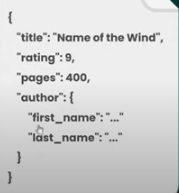 {
"title": "Name of the Wind",
"rating": 9,
"pages": 400,
"author": {
"first_name": "..."
"last_name": "..."
}
}